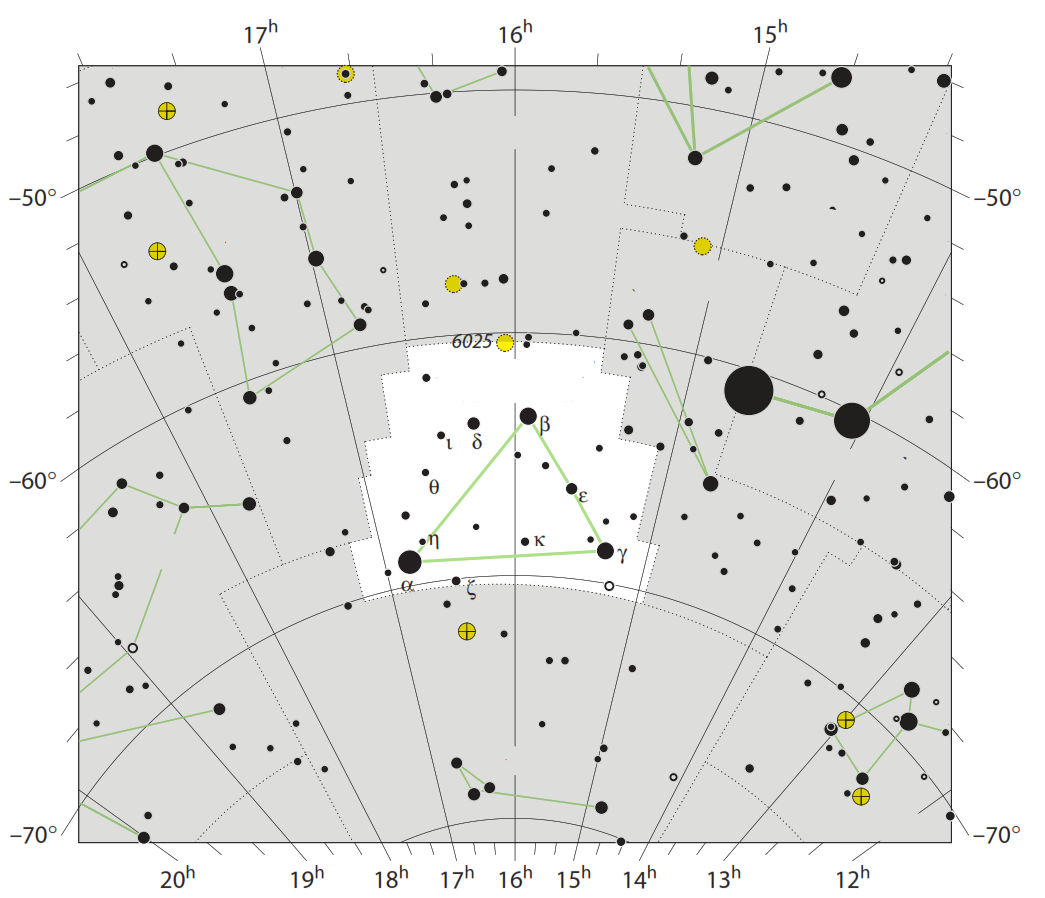 17h 16h 15h
–50° –50°
6025
β
ι δ
θ
ε
η κ γ
α ζ
–60° –60°
–70° –70°
20h 19h 18h 17h 16h 15h 14h 13h 12h